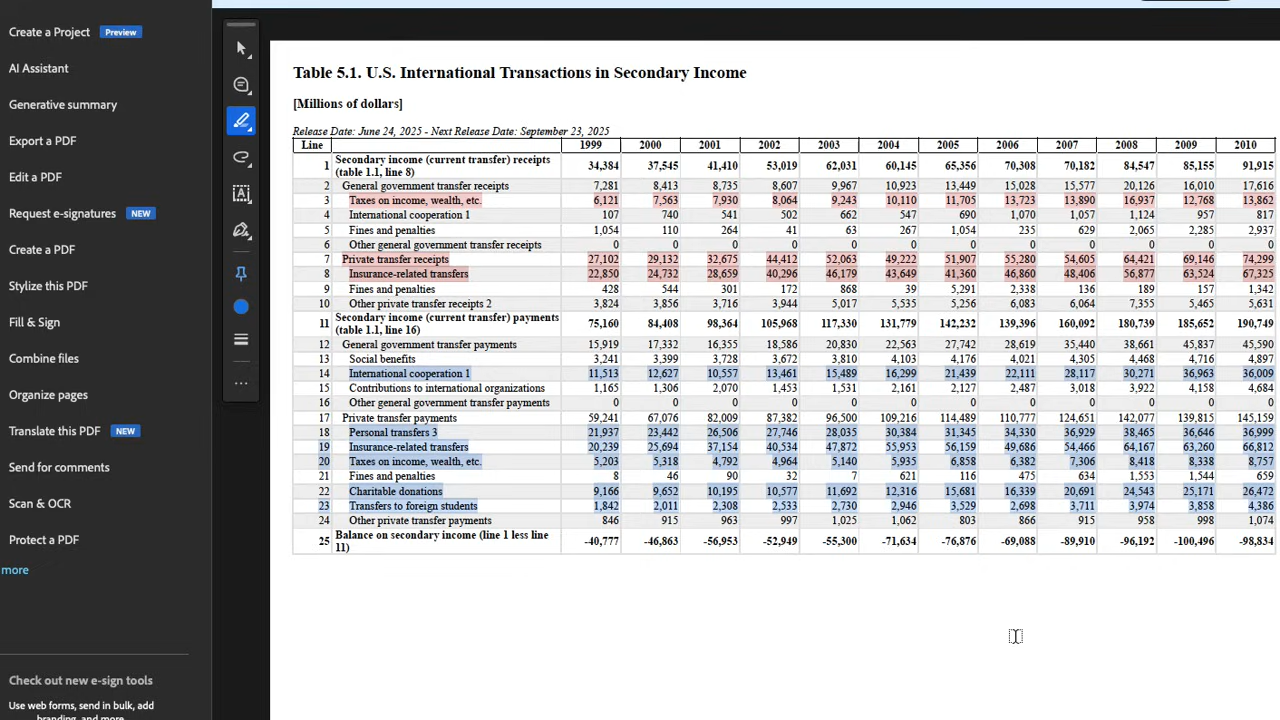 Create a Project Preview
AI Assistant
Generative summary
Export a PDF
Edit a PDF
Request e-signatures NEW
Create a PDF
Stylize this PDF
Fill & Sign
Combine files
Organize pages
Translate this PDF NEW
Send for comments
Scan & OCR
Protect a PDF
more
Check out new e-sign tools
Use web forms, send in bulk, add
branding, and more.
Table 5.1. U.S. International Transactions in Secondary Income
[Millions of dollars]
Release Date: June 24, 2025 - Next Release Date: September 23, 2025
Line 1999 2000 2001 2002 2003 2004 2005 2006 2007 2008 2009 2010
1 Secondary income (current transfer) receipts
(table 1.1, line 8) 34,384 37,545 41,410 53,019 62,031 60,145 65,356 70,308 70,182 84,547 85,155 91,915
2 General government transfer receipts 7,281 8,413 8,735 8,607 9,967 10,923 13,449 15,028 15,577 20,126 16,010 17,616
3 Taxes on income, wealth, etc. 6,121 7,563 7,930 8,064 9,243 10,110 11,705 13,723 13,890 16,937 12,768 13,862
4 International cooperation 1 107 740 541 502 662 547 690 1,070 1,057 1,124 957 817
5 Fines and penalties 1,054 110 264 41 63 267 1,054 235 629 2,065 2,285 2,937
6 Other general government transfer receipts 0 0 0 0 0 0 0 0 0 0 0 0
7 Private transfer receipts 27,102 29,132 32,675 44,412 52,063 49,222 51,907 55,280 54,605 64,421 69,146 74,299
8 Insurance-related transfers 22,850 24,732 28,659 40,296 46,179 43,649 41,360 46,860 48,406 56,877 63,524 67,325
9 Fines and penalties 428 544 301 172 868 39 5,291 2,338 136 189 157 1,342
10 Other private transfer receipts 2 3,824 3,856 3,716 3,944 5,017 5,535 5,256 6,083 6,064 7,355 5,465 5,631
11 Secondary income (current transfer) payments
(table 1.1, line 16) 75,160 84,408 98,364 105,968 117,330 131,779 142,232 139,396 160,092 180,739 185,652 190,749
12 General government transfer payments 15,919 17,332 16,355 18,586 20,830 22,563 27,742 28,619 35,440 38,661 45,837 45,590
13 Social benefits 3,241 3,399 3,728 3,672 3,810 4,103 4,176 4,021 4,305 4,468 4,716 4,897
14 International cooperation 1 11,513 12,627 10,557 13,461 15,489 16,299 21,439 22,111 28,117 30,271 36,963 36,009
15 Contributions to international organizations 1,165 1,306 2,070 1,453 1,531 2,161 2,127 2,487 3,018 3,922 4,158 4,684
16 Other general government transfer payments 0 0 0 0 0 0 0 0 0 0 0 0
17 Private transfer payments 59,241 67,076 82,009 87,382 96,500 109,216 114,489 110,777 124,651 142,077 139,815 145,159
18 Personal transfers 3 21,937 23,442 26,506 27,746 28,035 30,384 31,345 34,330 36,929 38,465 36,646 36,999
19 Insurance-related transfers 20,239 25,694 37,154 40,534 47,872 55,953 56,159 49,686 54,466 64,167 63,260 66,812
20 Taxes on income, wealth, etc. 5,203 5,318 4,792 4,964 5,140 5,935 6,858 6,382 7,306 8,418 8,338 8,757
21 Fines and penalties 8 46 90 32 7 621 116 475 634 1,553 1,544 659
22 Charitable donations 9,166 9,652 10,195 10,577 11,692 12,316 15,681 16,339 20,691 24,543 25,171 26,472
23 Transfers to foreign students 1,842 2,011 2,308 2,533 2,730 2,946 3,529 2,698 3,711 3,974 3,858 4,386
24 Other private transfer payments 846 915 963 997 1,025 1,062 803 866 915 958 998 1,074
25 Balance on secondary income (line 1 less line
11) -40,777 -46,863 -56,953 -52,949 -55,300 -71,634 -76,876 -69,088 -89,910 -96,192 -100,496 -98,834